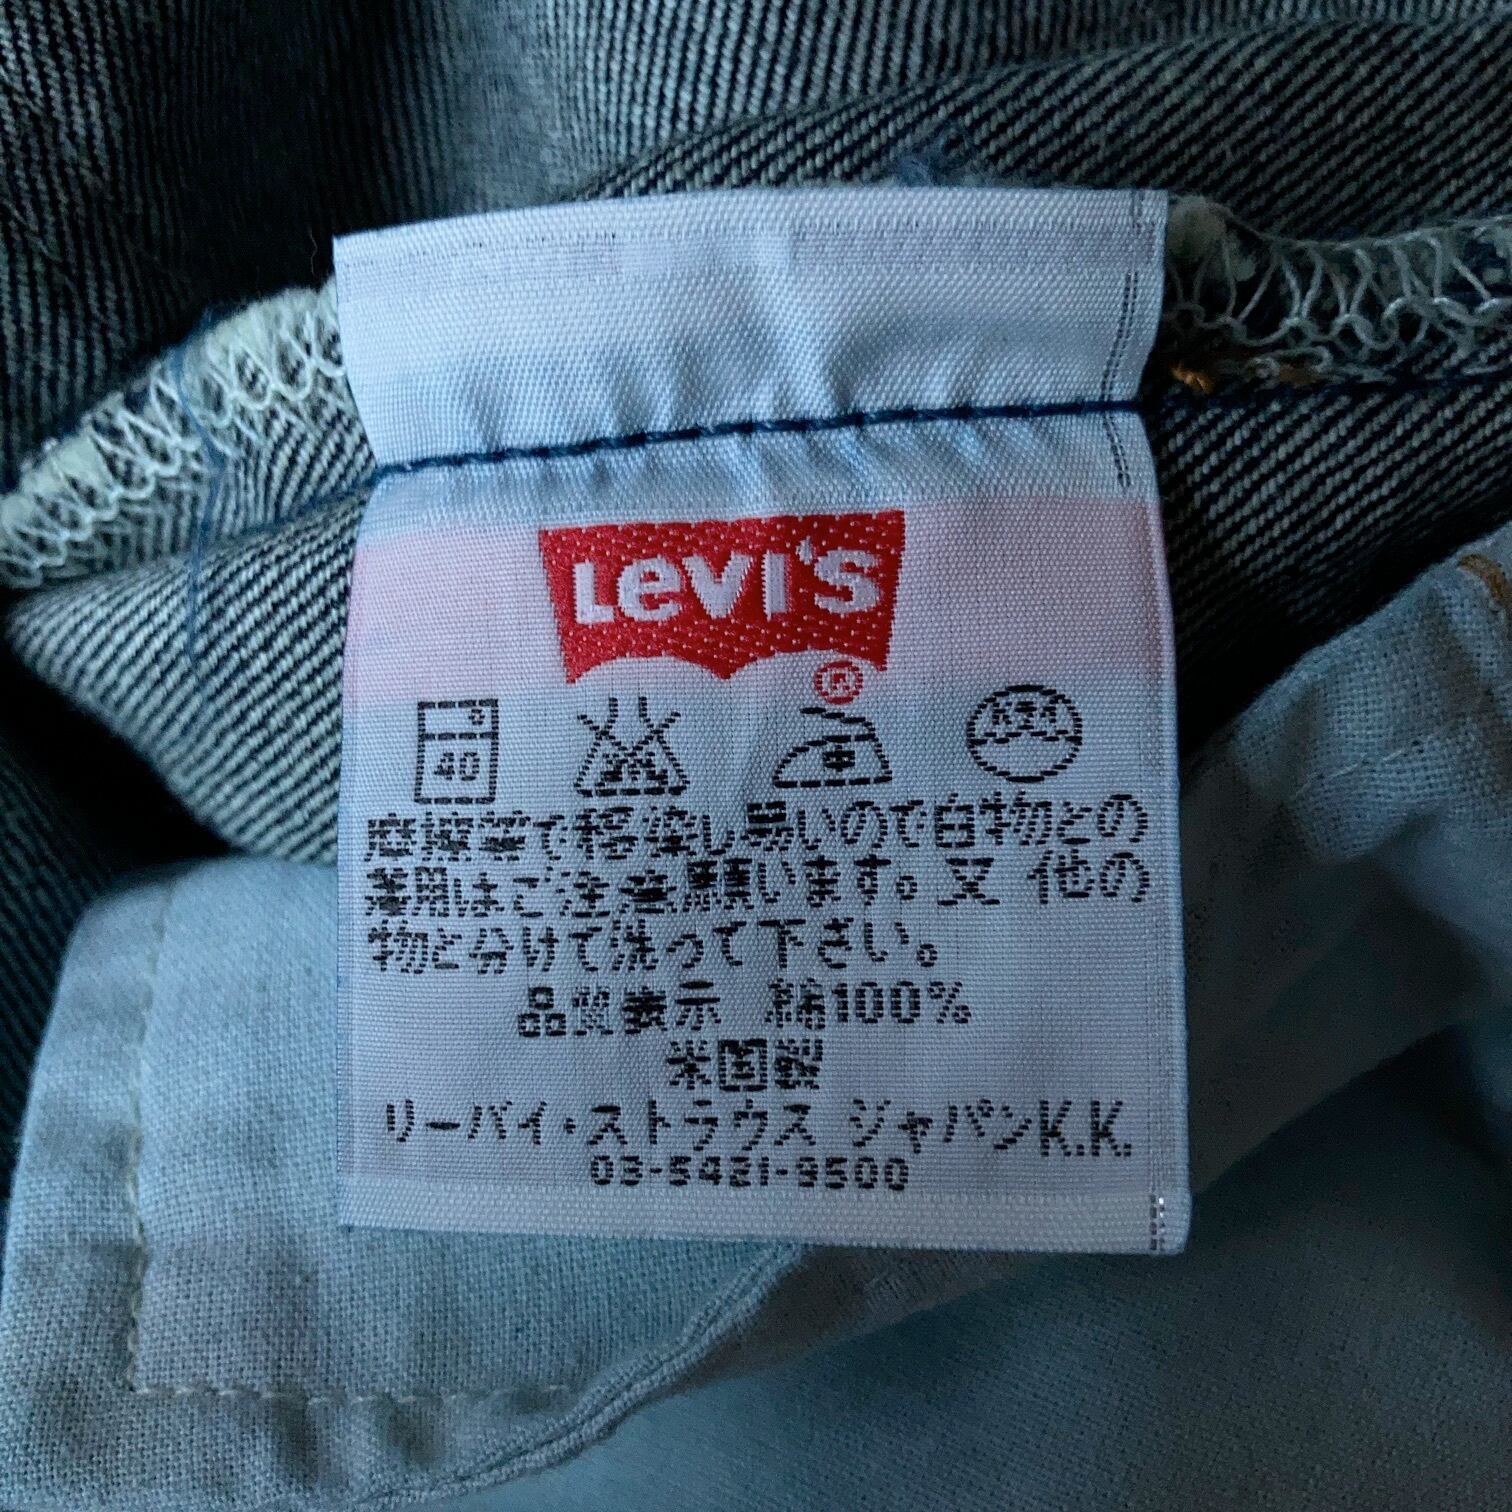 Levi's
®
40
ドライ
摩擦等で移染し易いので白物との
着用はご注意願います。又 他の
物と分けて洗って下さい。
品質表示 綿100%
米国製
リーバイ・ストラウス ジャパンK.K.
03-5421-9500